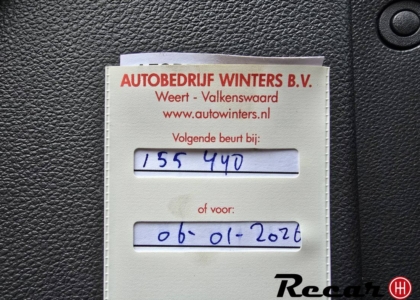 AUTOBEDRIJF WINTERS B.V.
Weert - Valkenswaard
www.autowinters.nl
Volgende beurt bij:
155 440
of voor:
06-01-2026
Recar